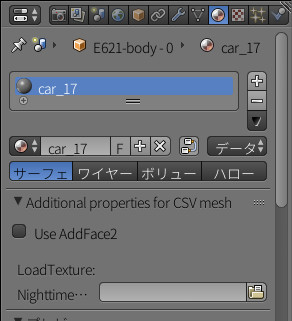 E621-body - 0 car_17
car_17
car_17 F データ
サーフェ ワイヤー ボリュー ハロー
Additional properties for CSV mesh
Use AddFace2
LoadTexture:
Nighttime…